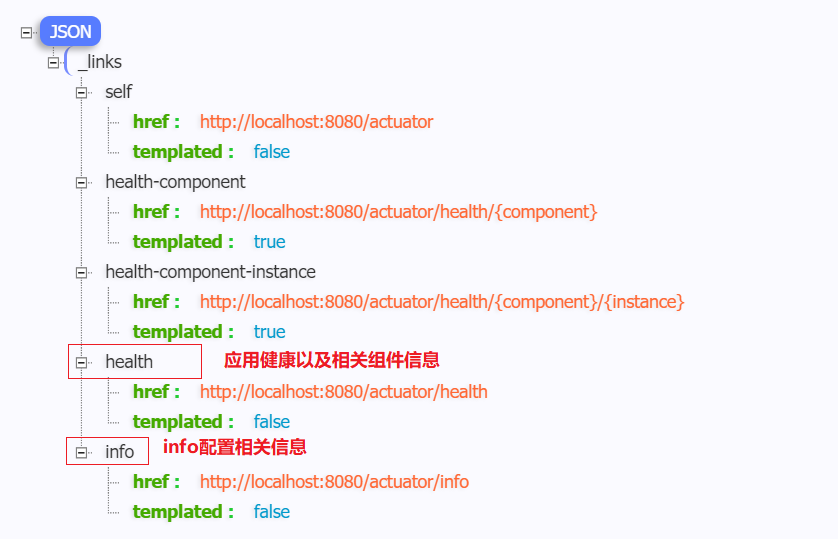 JSON
_links
self
href : http://localhost:8080/actuator
templated : false
health-component
href : http://localhost:8080/actuator/health/{component}
templated : true
health-component-instance
href : http://localhost:8080/actuator/health/{component}/{instance}
templated : true
health 应用健康以及相关组件信息
href : http://localhost:8080/actuator/health
templated : false
info info配置相关信息
href : http://localhost:8080/actuator/info
templated : false